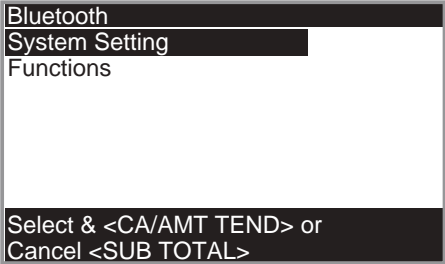 Bluetooth
System Setting
Functions
Select & <CA/AMT TEND> or
Cancel <SUB TOTAL>